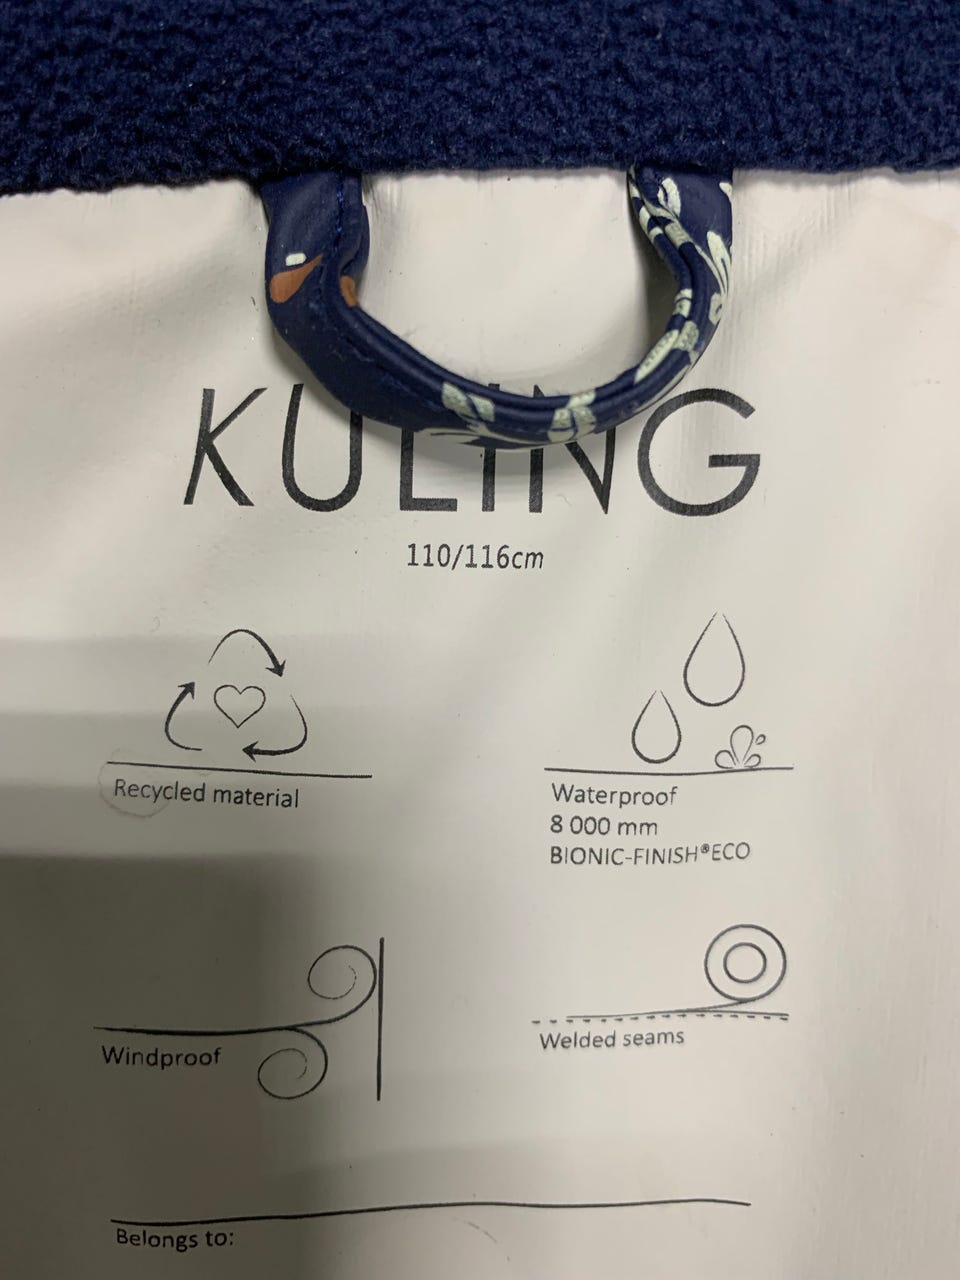 KULING
110/116cm
Recycled material
Waterproof
8 000 mm
BIONIC-FINISH®ECO
Windproof
Welded seams
Belongs to: